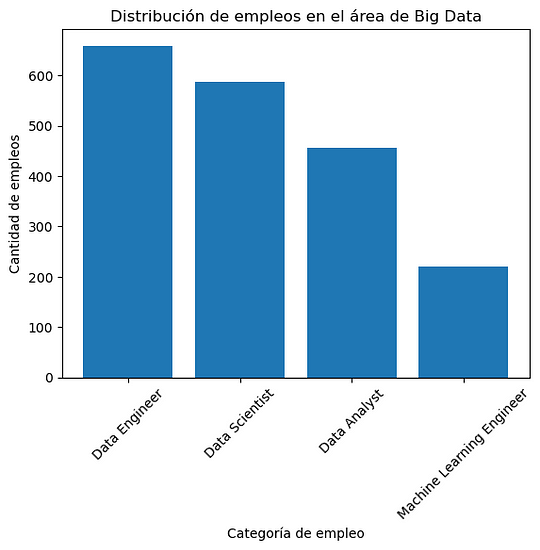 Distribución de empleos en el área de Big Data
Cantidad de empleos
600
500
400
300
200
100
0
Data Engineer
Data Scientist
Data Analyst
Machine Learning Engineer
Categoría de empleo